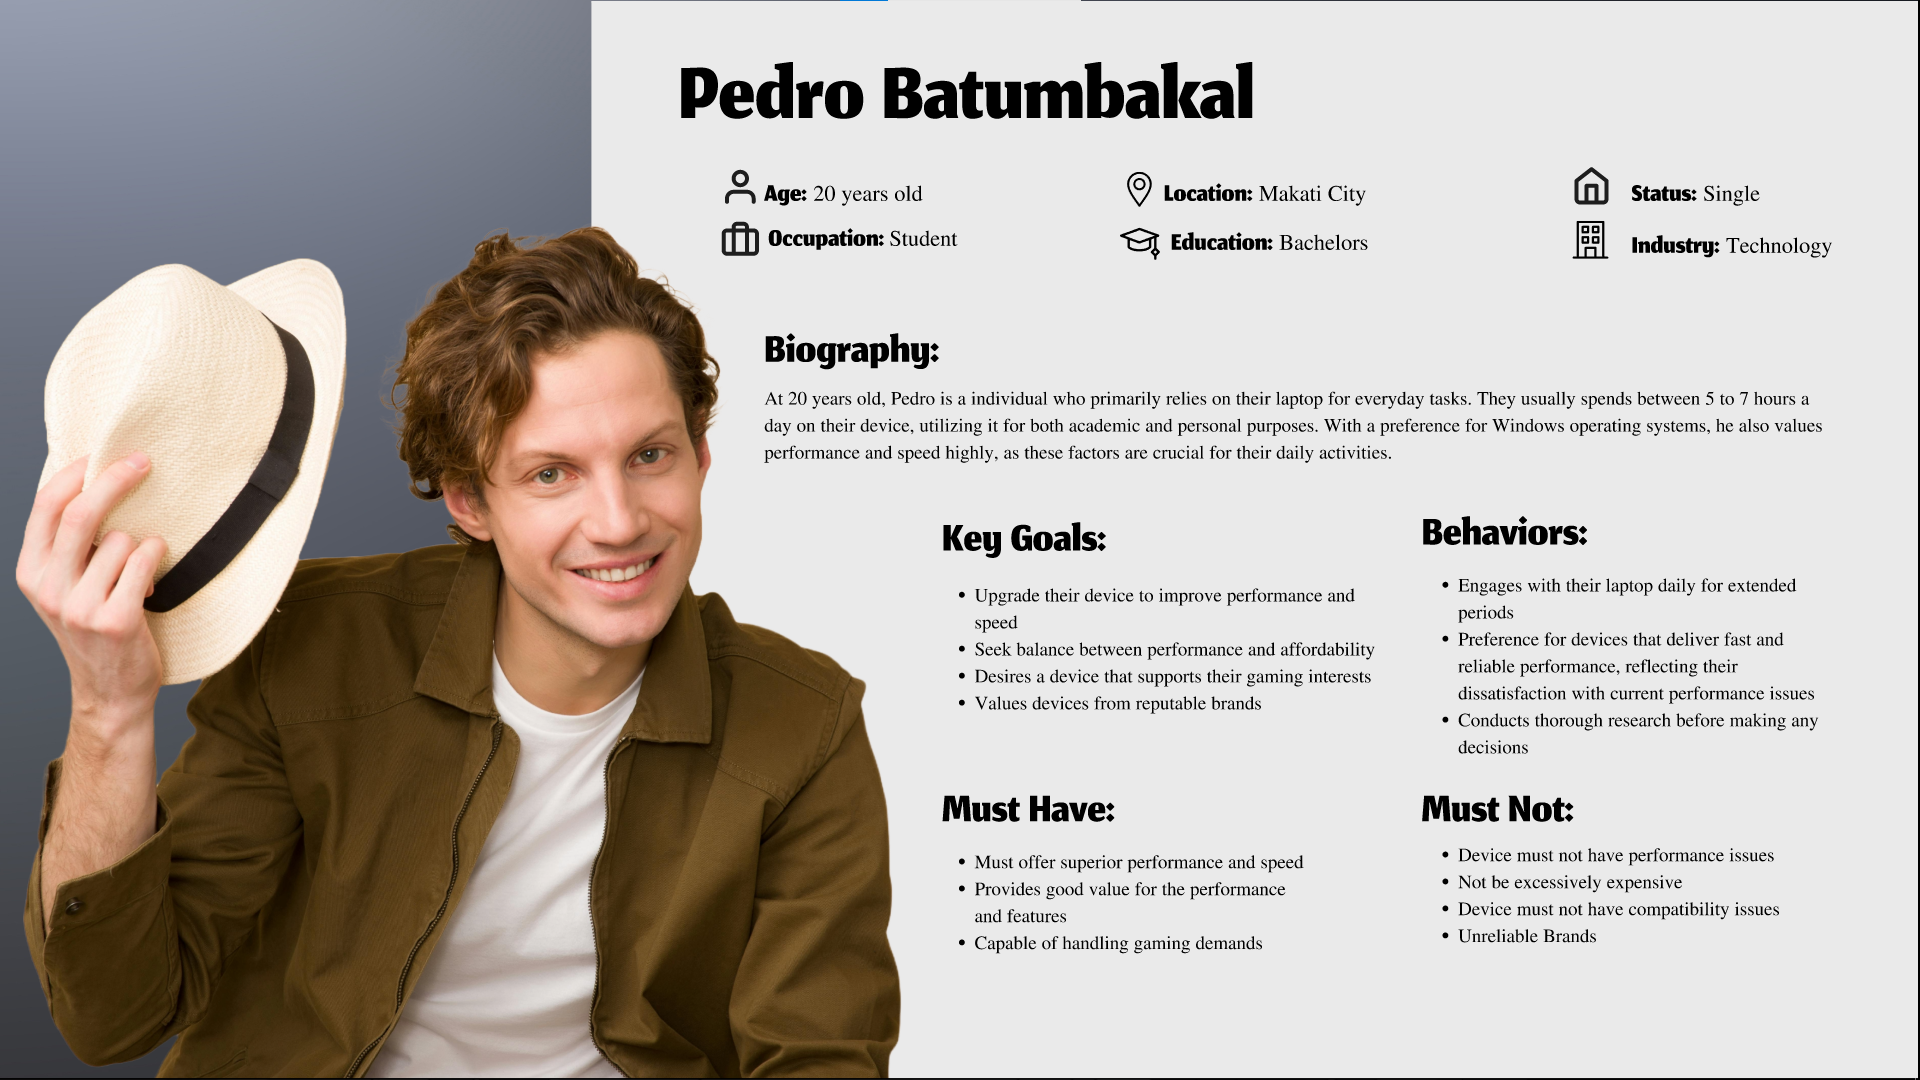 Pedro Batumbakal
Age: 20 years old
Location: Makati City
Status: Single
Occupation: Student
Education: Bachelors
Industry: Technology
Biography:
At 20 years old, Pedro is a individual who primarily relies on their laptop for everyday tasks. They usually spends between 5 to 7 hours a
day on their device, utilizing it for both academic and personal purposes. With a preference for Windows operating systems, he also values
performance and speed highly, as these factors are crucial for their daily activities.
Key Goals:
• Upgrade their device to improve performance and
speed
• Seek balance between performance and affordability
• Desires a device that supports their gaming interests
• Values devices from reputable brands
Behaviors:
• Engages with their laptop daily for extended
periods
• Preference for devices that deliver fast and
reliable performance, reflecting their
dissatisfaction with current performance issues
• Conducts thorough research before making any
decisions
Must Have:
• Must offer superior performance and speed
• Provides good value for the performance
and features
• Capable of handling gaming demands
Must Not:
• Device must not have performance issues
• Not be excessively expensive
• Device must not have compatibility issues
• Unreliable Brands